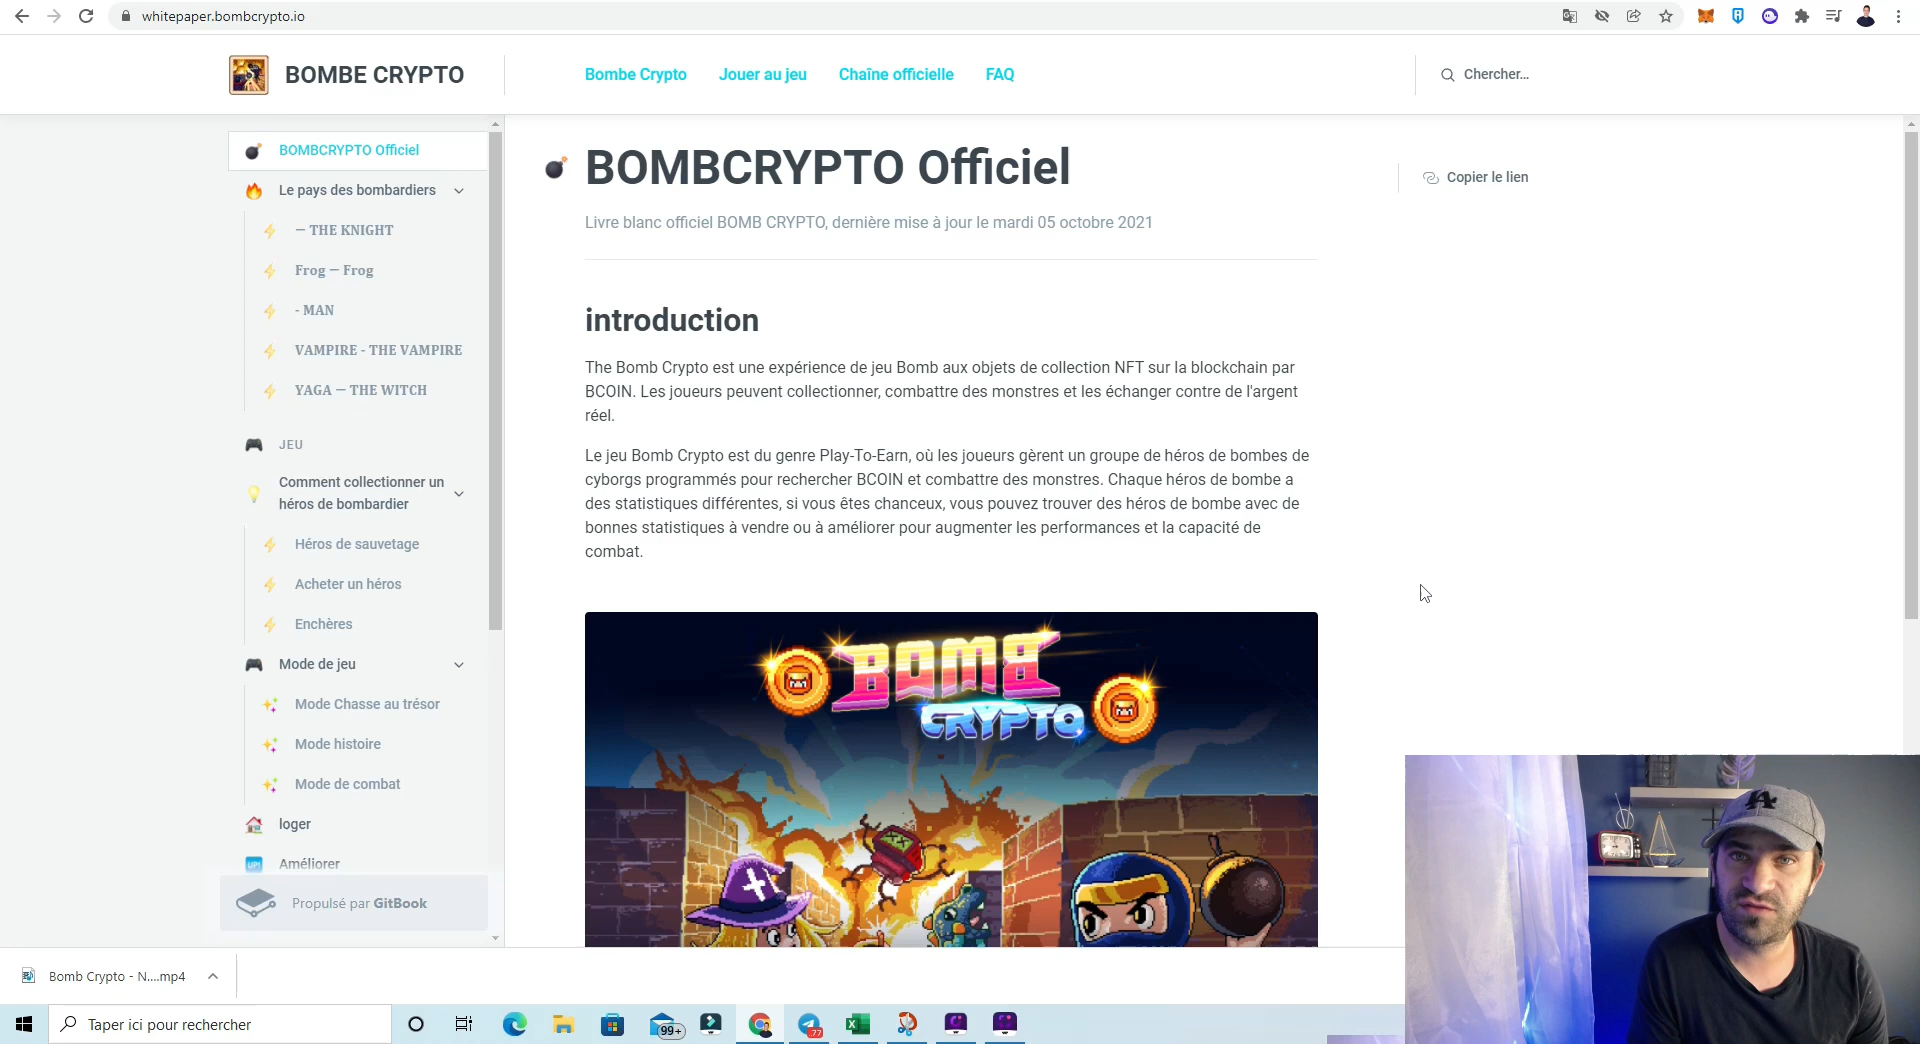 whitepaper.bombcrypto.io
BOMBE CRYPTO
Bombe Crypto
Jouer au jeu
Chaîne officielle
FAQ
Chercher...
BOMBCRYPTO Officiel
Le pays des bombardiers
— THE KNIGHT
Frog — Frog
- MAN
VAMPIRE - THE VAMPIRE
YAGA — THE WITCH
JEU
Comment collectionner un
héros de bombardier
Héros de sauvetage
Acheter un héros
Enchères
Mode de jeu
Mode Chasse au trésor
Mode histoire
Mode de combat
loger
UP!
Améliorer
Propulsé par GitBook
BOMBCRYPTO Officiel
Livre blanc officiel BOMB CRYPTO, dernière mise à jour le mardi 05 octobre 2021
introduction
The Bomb Crypto est une expérience de jeu Bomb aux objets de collection NFT sur la blockchain par
BCOIN. Les joueurs peuvent collectionner, combattre des monstres et les échanger contre de l'argent
réel.
Le jeu Bomb Crypto est du genre Play-To-Earn, où les joueurs gèrent un groupe de héros de bombes de
cyborgs programmés pour rechercher BCOIN et combattre des monstres. Chaque héros de bombe a
des statistiques différentes, si vous êtes chanceux, vous pouvez trouver des héros de bombe avec de
bonnes statistiques à vendre ou à améliorer pour augmenter les performances et la capacité de
combat.
BOMB
CRYPTO
Copier le lien
Bomb Crypto - N....mp4
Taper ici pour rechercher
99+
77